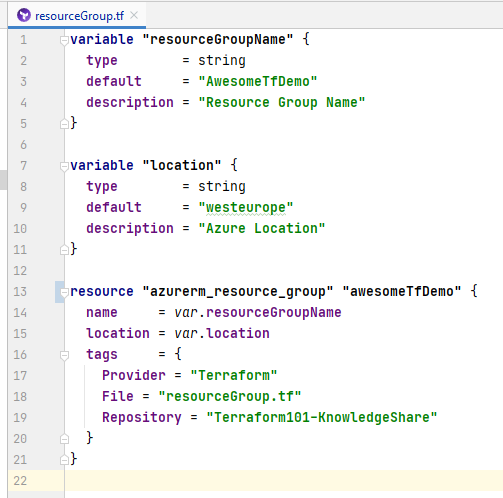 resourceGroup.tf
1 variable "resourceGroupName" {
2   type        = string
3   default     = "AwesomeTfDemo"
4   description = "Resource Group Name"
5 }
6
7 variable "location" {
8   type        = string
9   default     = "westeurope"
10   description = "Azure Location"
11 }
12
13 resource "azurerm_resource_group" "awesomeTfDemo" {
14   name     = var.resourceGroupName
15   location = var.location
16   tags     = {
17     Provider = "Terraform"
18     File = "resourceGroup.tf"
19     Repository = "Terraform101-KnowledgeShare"
20   }
21 }
22